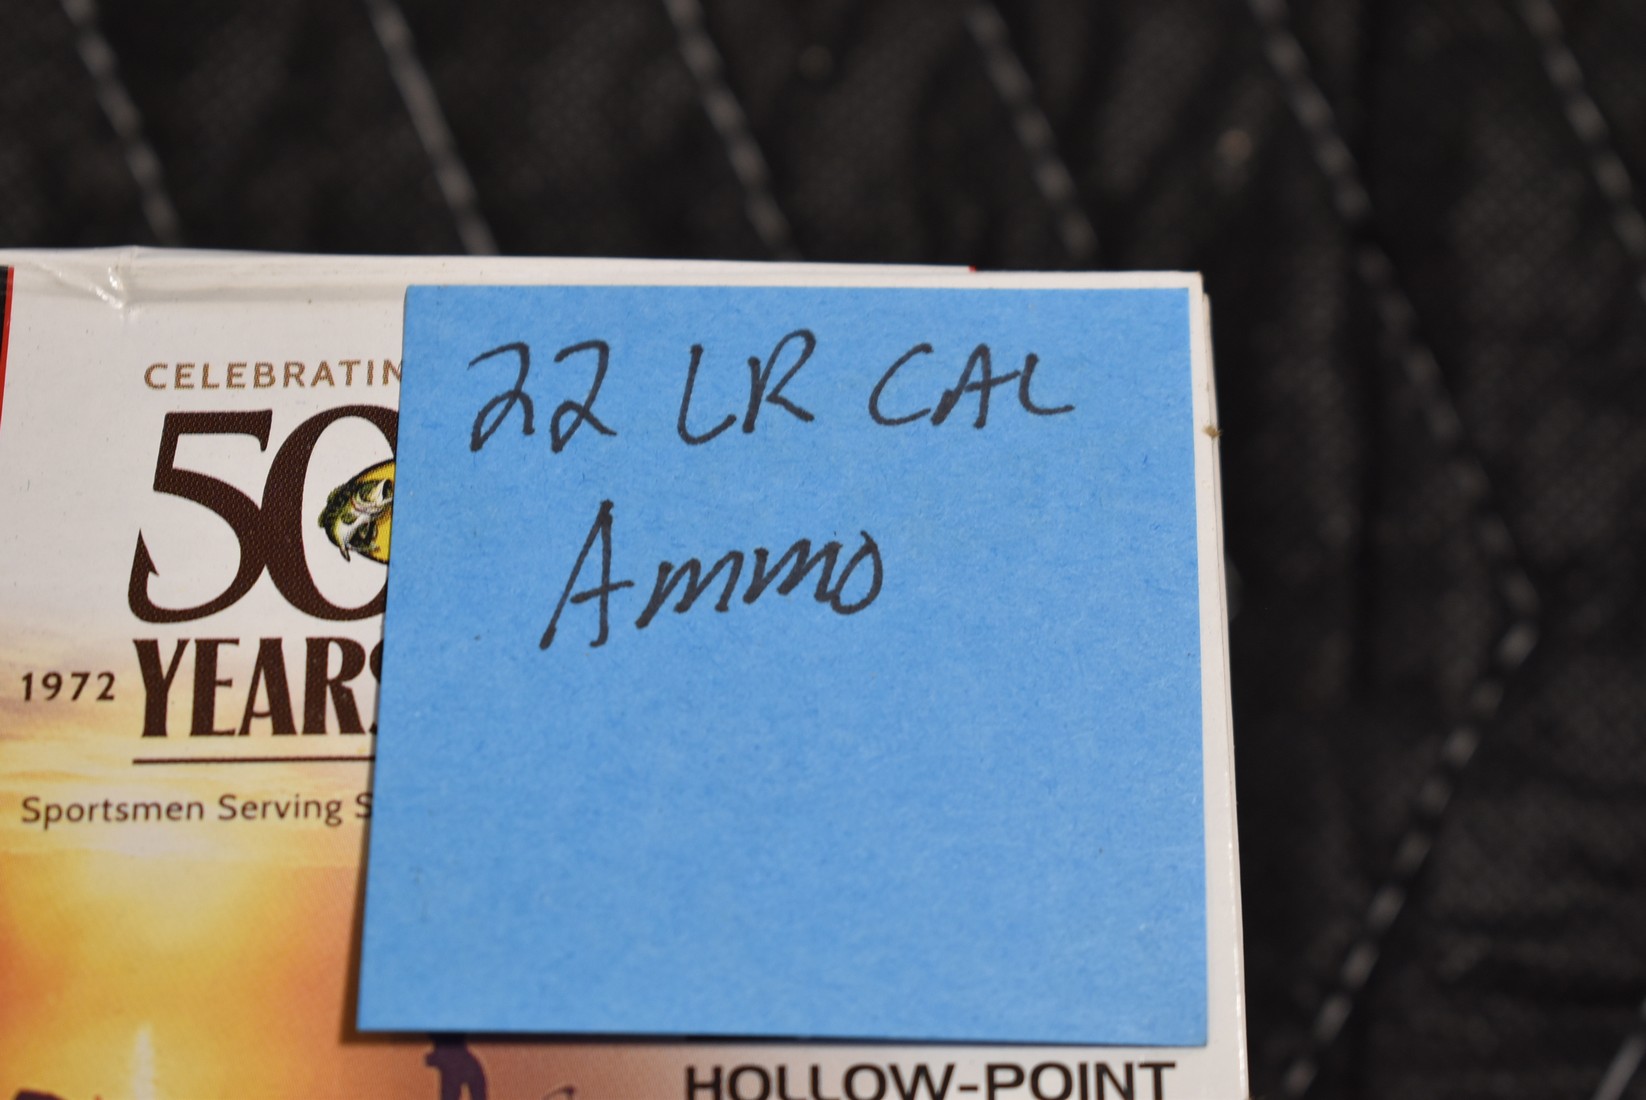 CELEBRATIN
50
YEARS
1972
Sportsmen Serving S
22 LR CAL
Ammo
HOLLOW-POINT